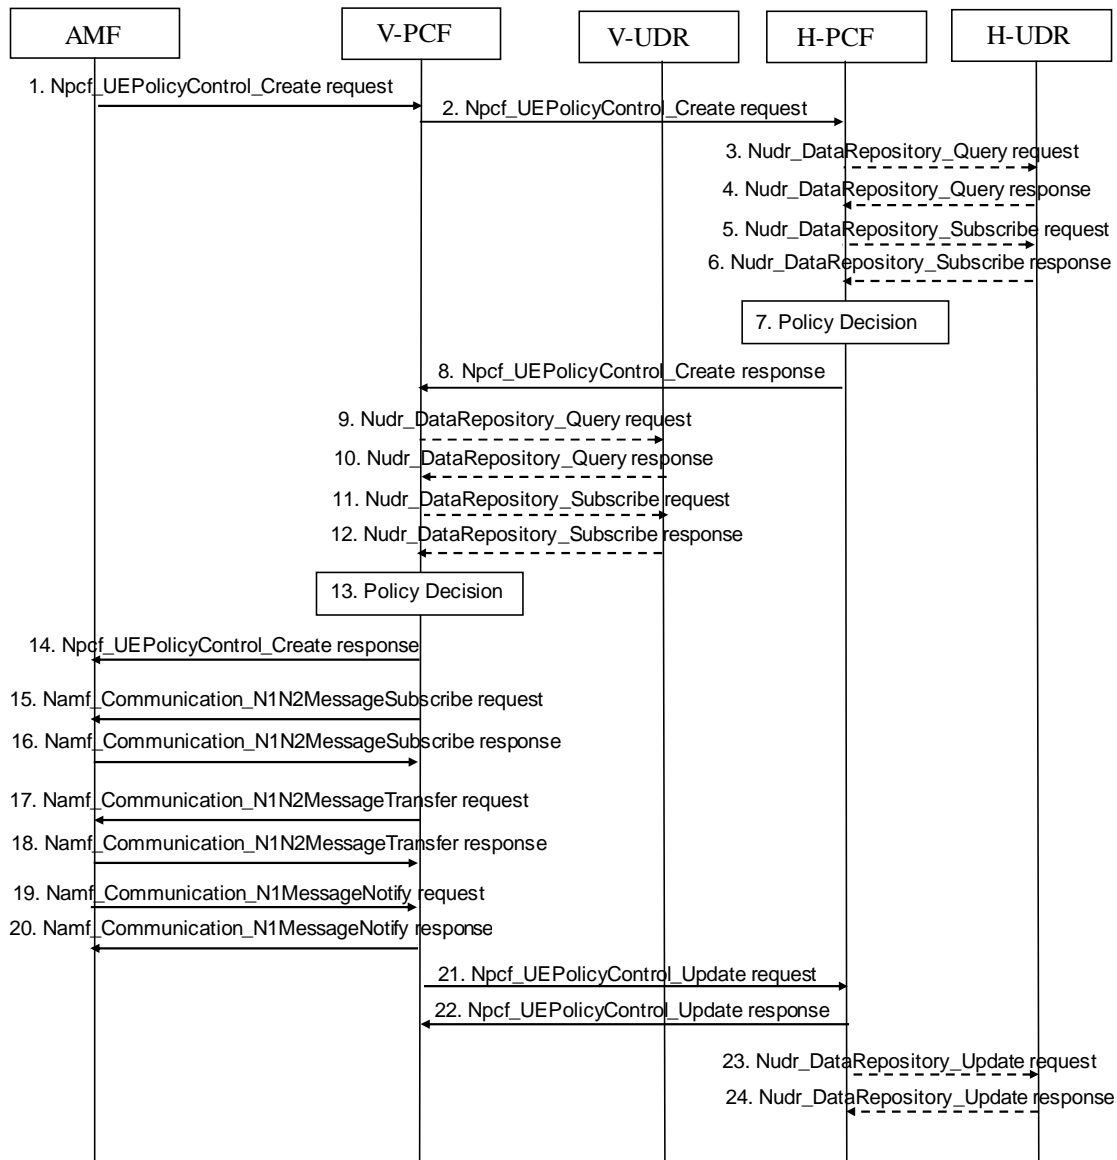 AMF
V-PCF
V-UDR
H-PCF
H-UDR
1. Npcf_UEPolicyControl_Create request
2. Npcf_UEPolicyControl_Create request
3. Nudr_DataRepository_Query request
4. Nudr_DataRepository_Query response
5. Nudr_DataRepository_Subscribe request
6. Nudr_DataRepository_Subscribe response
7. Policy Decision
8. Npcf_UEPolicyControl_Create response
9. Nudr_DataRepository_Query request
10. Nudr_DataRepository_Query response
11. Nudr_DataRepository_Subscribe request
12. Nudr_DataRepository_Subscribe response
13. Policy Decision
14. Npcf_UEPolicyControl_Create response
15. Namf_Communication_N1N2MessageSubscribe request
16. Namf_Communication_N1N2MessageSubscribe response
17. Namf_Communication_N1N2MessageTransfer request
18. Namf_Communication_N1N2MessageTransfer response
19. Namf_Communication_N1MessageNotify request
20. Namf_Communication_N1MessageNotify response
21. Npcf_UEPolicyControl_Update request
22. Npcf_UEPolicyControl_Update response
23. Nudr_DataRepository_Update request
24. Nudr_DataRepository_Update response